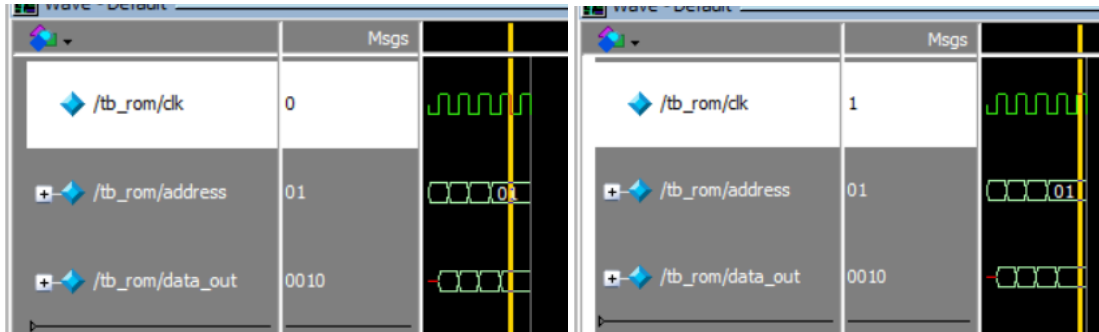 Wave - Default
Msgs
/tb_rom/clk
0
/tb_rom/address
01
01
/tb_rom/data_out
0010
Wave - Default
Msgs
/tb_rom/clk
1
/tb_rom/address
01
01
/tb_rom/data_out
0010